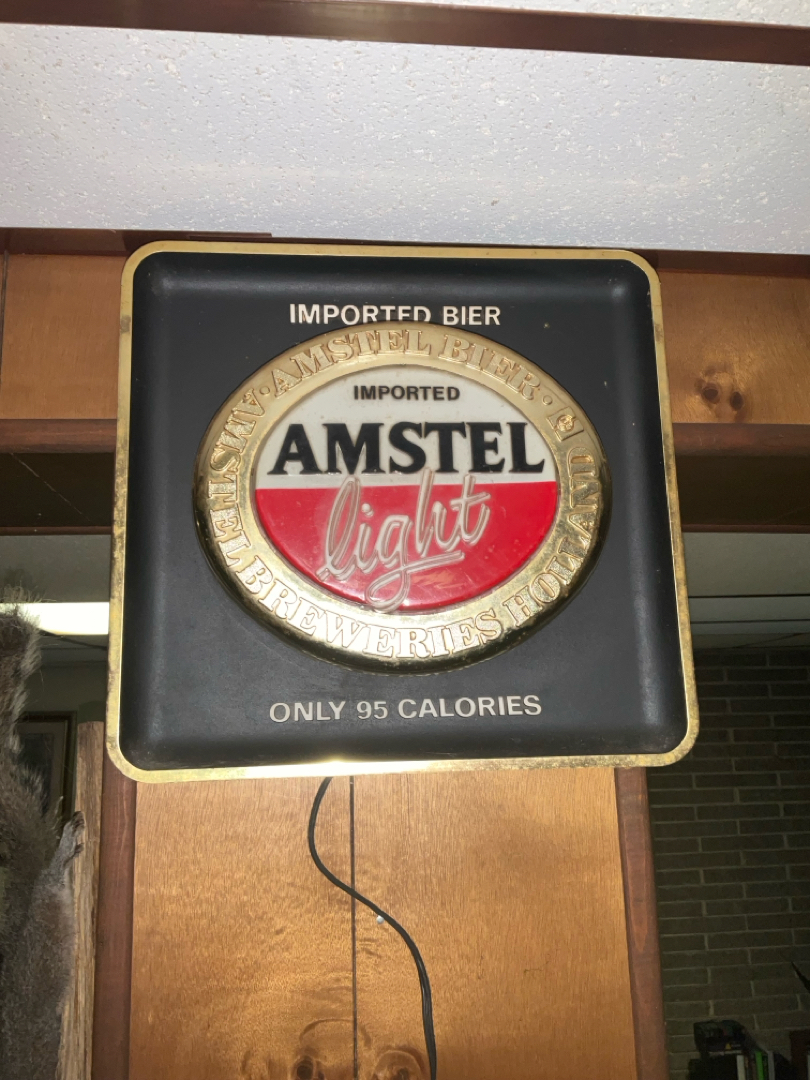 IMPORTED BIER
·AMSTEL BIER·
IMPORTED
AMSTEL
light
AMSTEL BREWERIES HOLLAND
ONLY 95 CALORIES